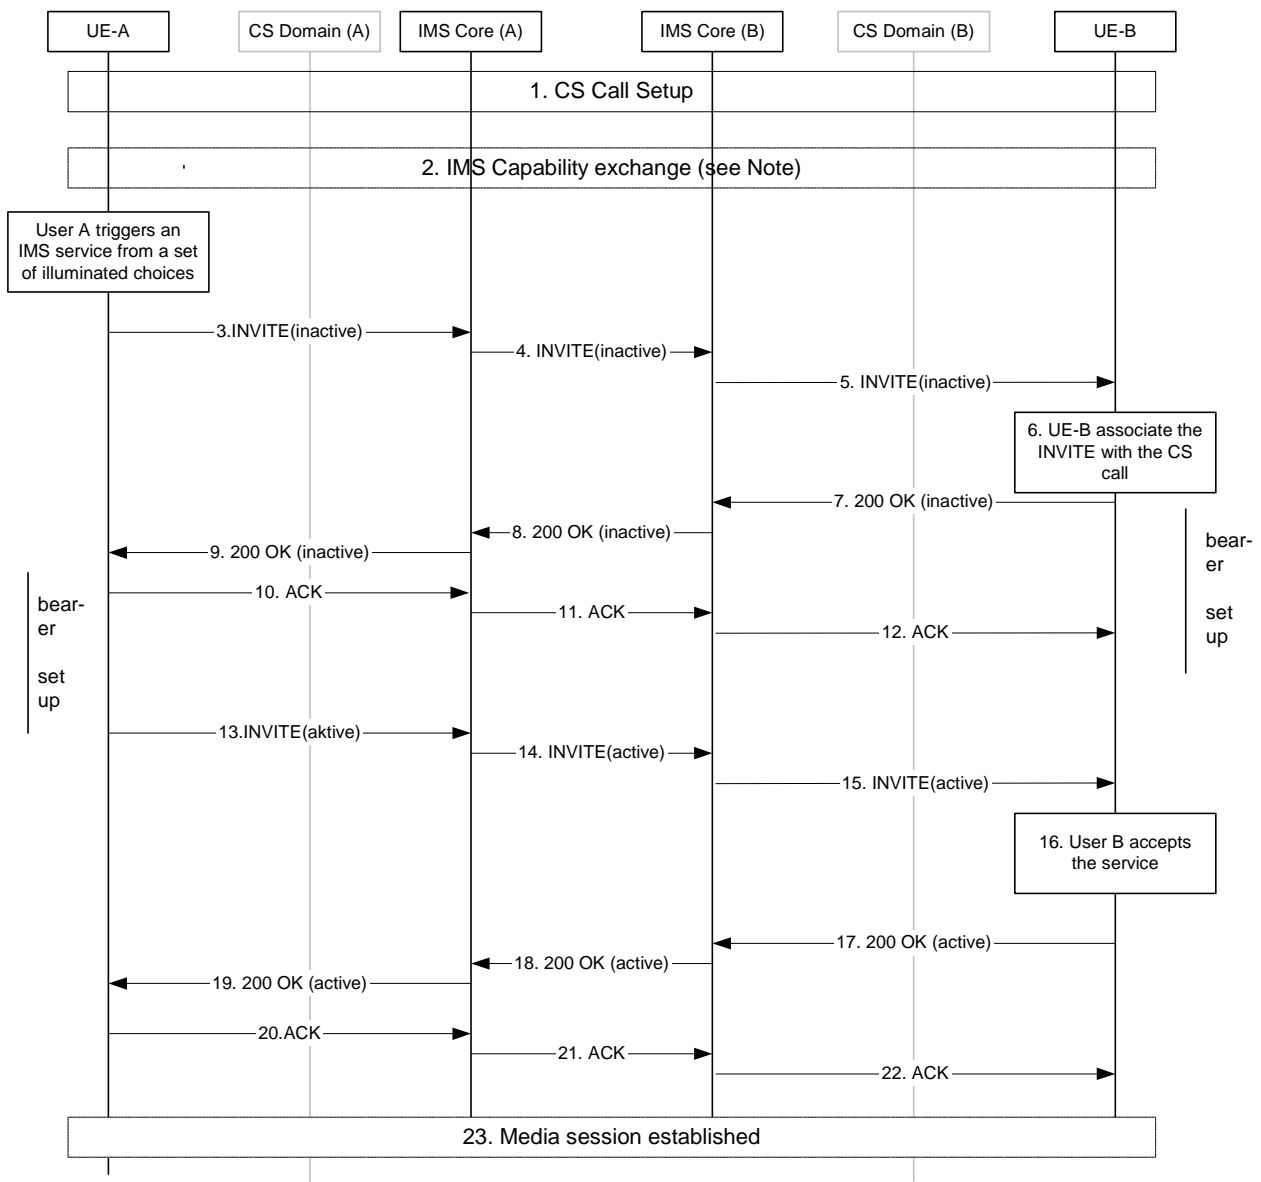 UE-A
CS Domain (A)
IMS Core (A)
IMS Core (B)
CS Domain (B)
UE-B
1. CS Call Setup
2. IMS Capability exchange (see Note)
User A triggers an
IMS service from a set
of illuminated choices
3.INVITE(inactive)
4. INVITE(inactive)
5. INVITE(inactive)
6. UE-B associate the
INVITE with the CS
call
7. 200 OK (inactive)
8. 200 OK (inactive)
9. 200 OK (inactive)
bear-
er
set
up
10. ACK
11. ACK
12. ACK
bear-
er
set
up
13.INVITE(aktive)
14. INVITE(active)
15. INVITE(active)
16. User B accepts
the service
17. 200 OK (active)
18. 200 OK (active)
19. 200 OK (active)
20.ACK
21. ACK
22. ACK
23. Media session established